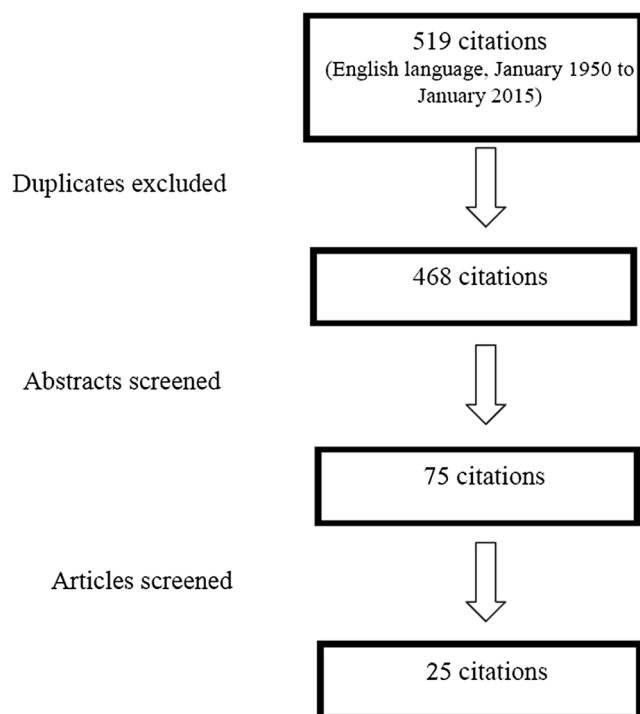 519 citations
(English language, January 1950 to
January 2015)
Duplicates excluded
468 citations
Abstracts screened
75 citations
Articles screened
25 citations